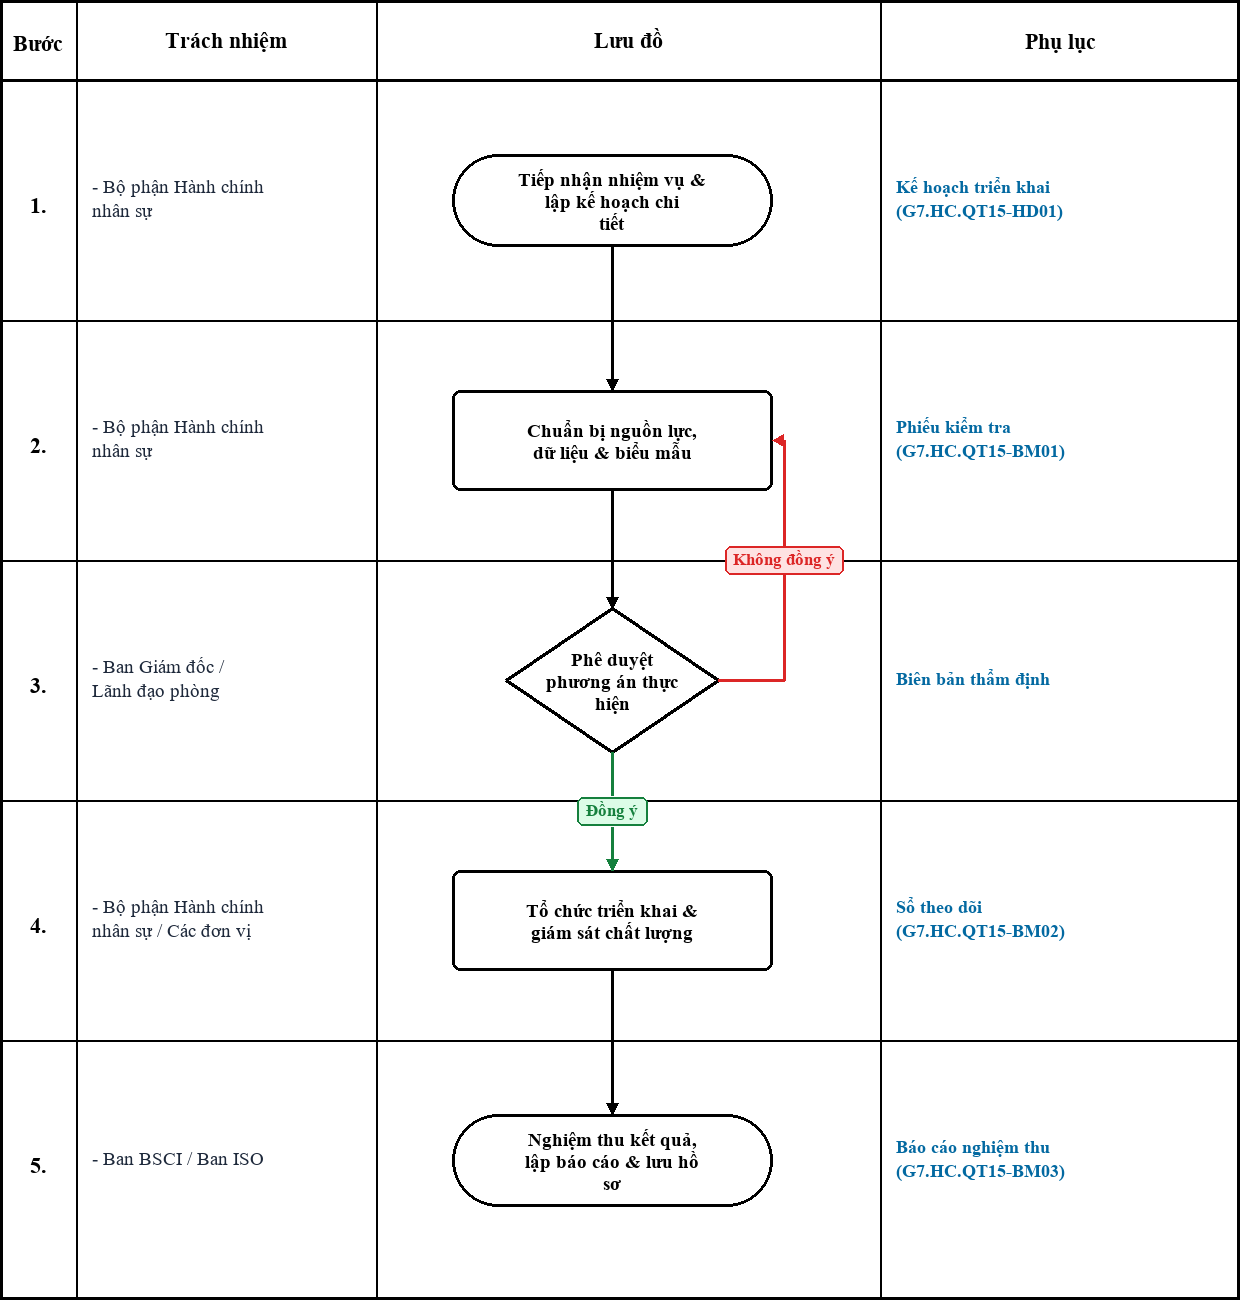 Bước
Trách nhiệm
Lưu đồ
Phụ lục
1.
- Bộ phận Hành chính
nhân sự
Tiếp nhận nhiệm vụ &
lập kế hoạch chi
tiết
Kế hoạch triển khai
(G7.HC.QT15-HD01)
2.
- Bộ phận Hành chính
nhân sự
Chuẩn bị nguồn lực,
dữ liệu & biểu mẫu
Phiếu kiểm tra
(G7.HC.QT15-BM01)
Không đồng ý
3.
- Ban Giám đốc /
Lãnh đạo phòng
Phê duyệt
phương án thực
hiện
Biên bản thẩm định
Đồng ý
4.
- Bộ phận Hành chính
nhân sự / Các đơn vị
Tổ chức triển khai &
giám sát chất lượng
Sổ theo dõi
(G7.HC.QT15-BM02)
5.
- Ban BSCI / Ban ISO
Nghiệm thu kết quả,
lập báo cáo & lưu hồ
sơ
Báo cáo nghiệm thu
(G7.HC.QT15-BM03)